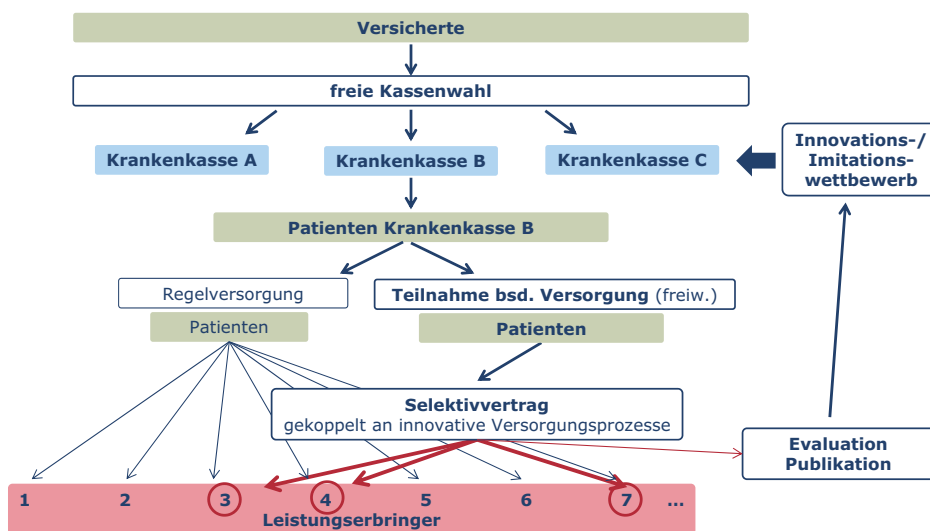 Versicherte
freie Kassenwahl
Krankenkasse A
Krankenkasse B
Krankenkasse C
Innovations-/
Imitations-
wettbewerb
Patienten Krankenkasse B
Regelversorgung
Teilnahme bsd. Versorgung (freiw.)
Patienten
Patienten
Selektivvertrag
gekoppelt an innovative Versorgungsprozesse
Evaluation
Publikation
1 2 3 4 5 6 7 ...
Leistungserbringer